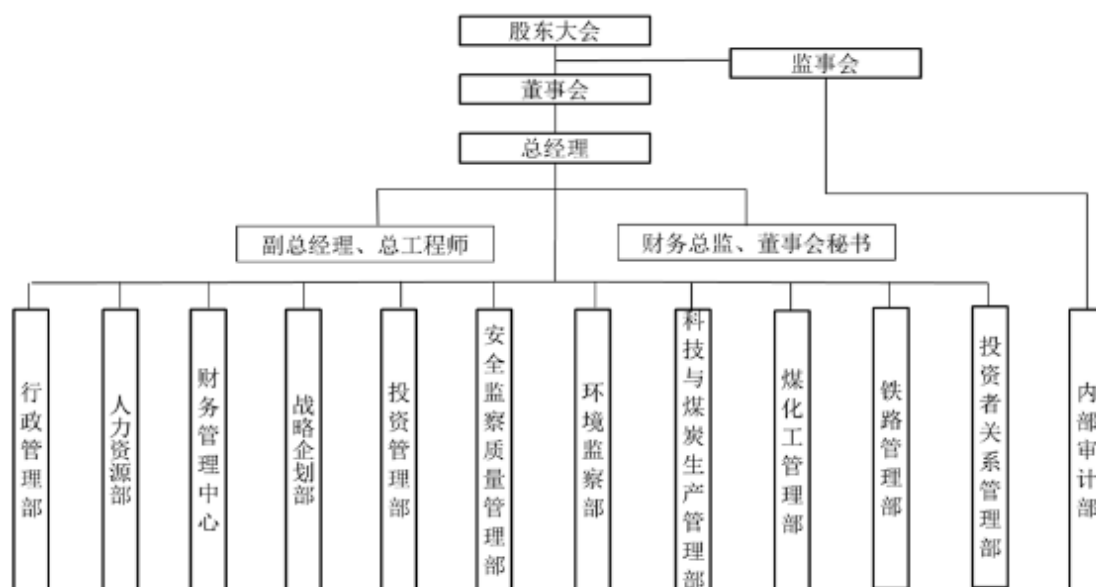 股东大会
监事会
董事会
总经理
副总经理、总工程师
财务总监、董事会秘书
行政管理部
人力资源部
财务管理中心
战略企划部
投资管理部
安全监察质量管理部
环境监察部
科技与煤炭生产管理部
煤化工管理部
铁路管理部
投资者关系管理部
内部审计部